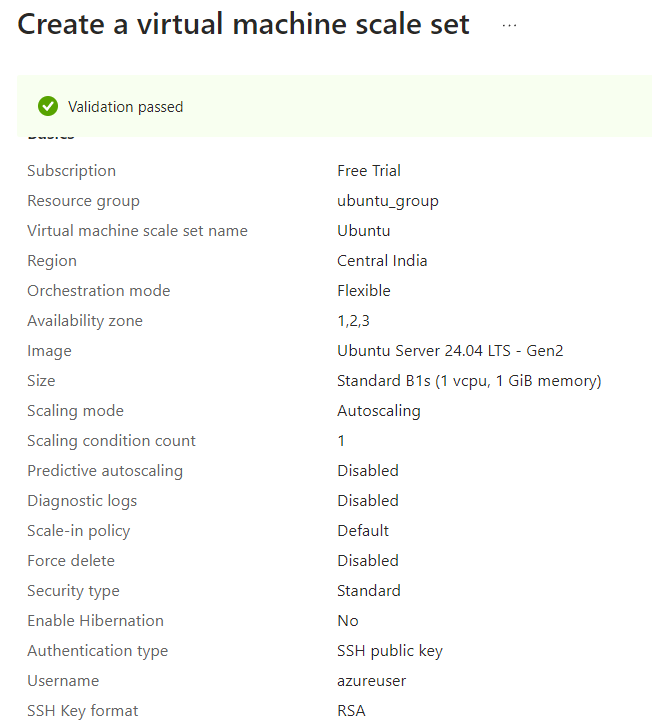 Create a virtual machine scale set ...
Validation passed
Basics
Subscription Free Trial
Resource group ubuntu_group
Virtual machine scale set name Ubuntu
Region Central India
Orchestration mode Flexible
Availability zone 1,2,3
Image Ubuntu Server 24.04 LTS - Gen2
Size Standard B1s (1 vcpu, 1 GiB memory)
Scaling mode Autoscaling
Scaling condition count 1
Predictive autoscaling Disabled
Diagnostic logs Disabled
Scale-in policy Default
Force delete Disabled
Security type Standard
Enable Hibernation No
Authentication type SSH public key
Username azureuser
SSH Key format RSA